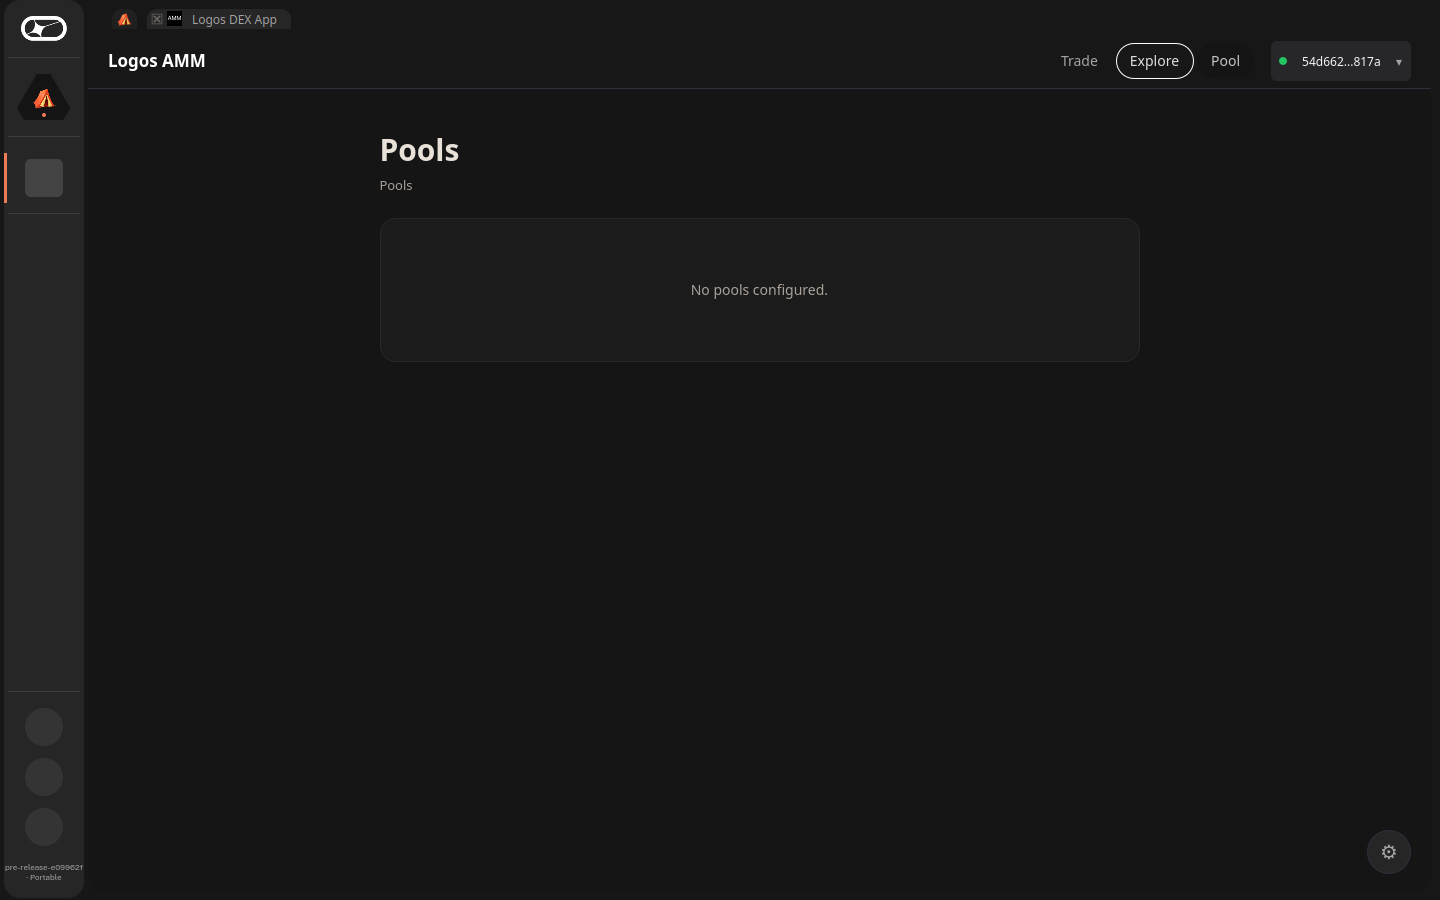 AMM
Logos DEX App
Logos AMM
Trade
Explore
Pool
54d662...817a
Pools
Pools
No pools configured.
pre-release-e09962f
- Portable